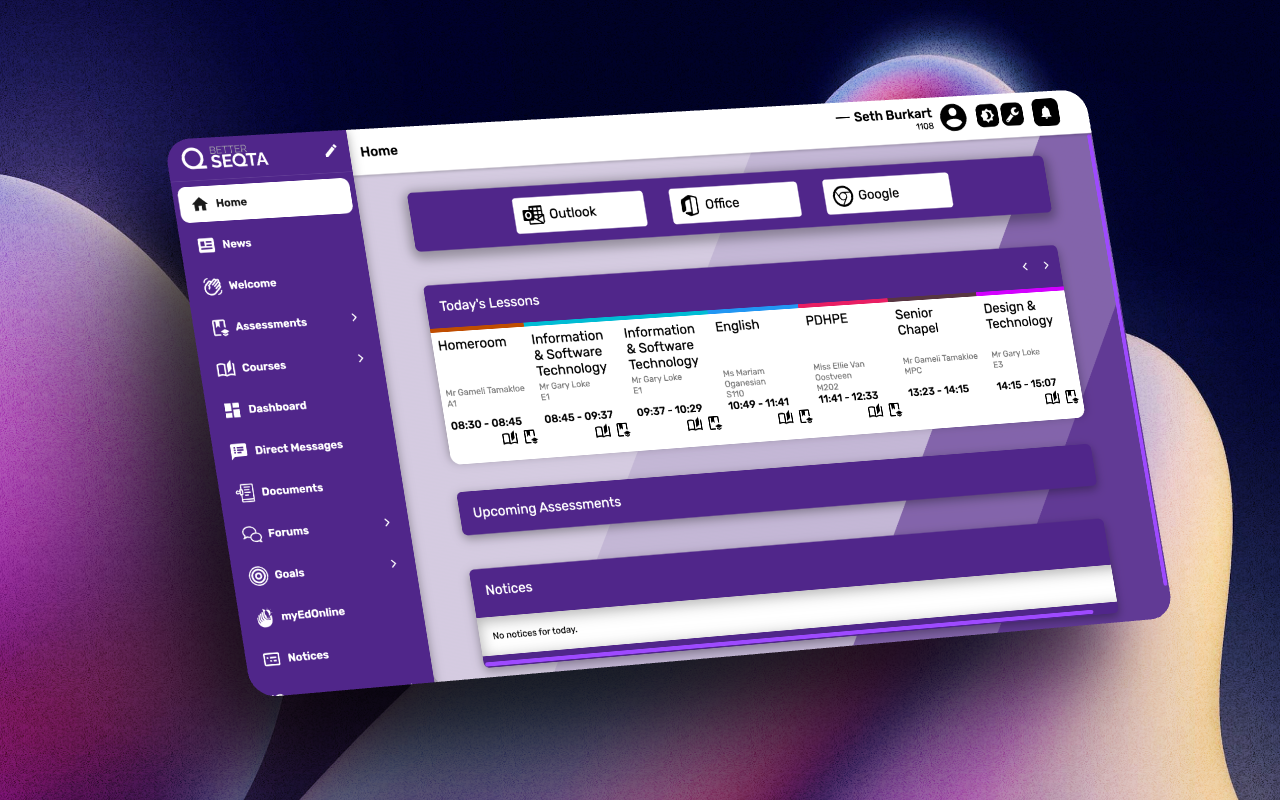 BETTER
SEQTA
Home
News
Welcome
Assessments
Courses
Dashboard
Direct Messages
Documents
Forums
Goals
myEdOnline
Notices
Home
— Seth Burkart
1108
Outlook
Office
Google
Today's Lessons
Homeroom
Mr Gameli Tamakloe
A1
08:30 - 08:45
Information
& Software
Technology
Mr Gary Loke
E1
08:45 - 09:37
Information
& Software
Technology
Mr Gary Loke
E1
09:37 - 10:29
English
Ms Mariam
Oganesian
S110
10:49 - 11:41
PDHPE
Miss Ellie Van
Oostveen
M202
11:41 - 12:33
Senior
Chapel
Mr Gameli Tamakloe
MPC
13:23 - 14:15
Design &
Technology
Mr Gary Loke
E3
14:15 - 15:07
Upcoming Assessments
Notices
No notices for today.